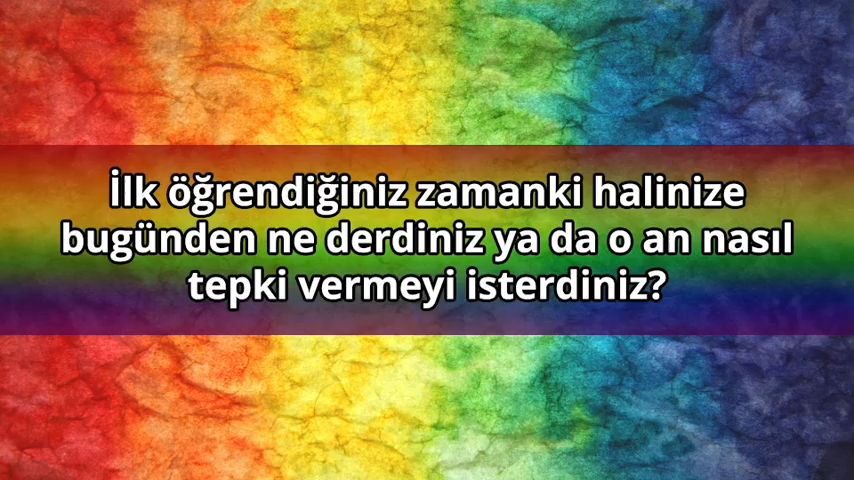 İlk öğrendiğiniz zamanki halinize
bugünden ne derdiniz ya da o an nasıl
tepki vermeyi isterdiniz?